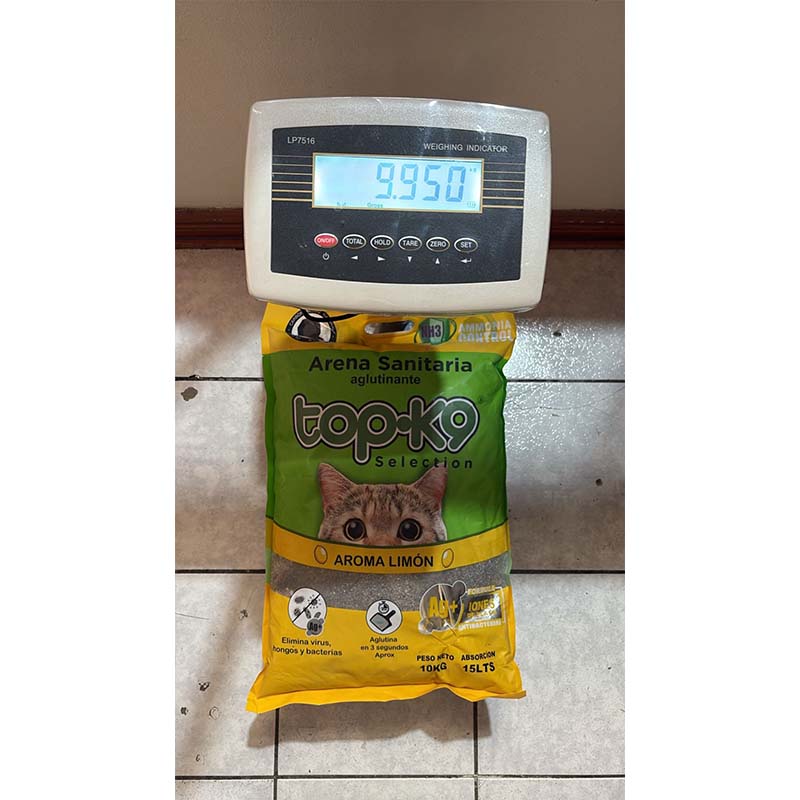 LP7516
WEIGHING INDICATOR
9.950
Gross
ON/OFF TOTAL HOLD TARE ZERO SET
NH3
AMMONIA
CONTROL
Arena Sanitaria
aglutinante
top·K9
Selection
AROMA LIMÓN
Ag+
Elimina virus,
hongos y bacterias
Aglutina
en 3 segundos
Aprox
Ag+
FORMULA
IONES
ANTIBACTERIAL
PESO NETO
10KG
ABSORCIÓN
15LTS